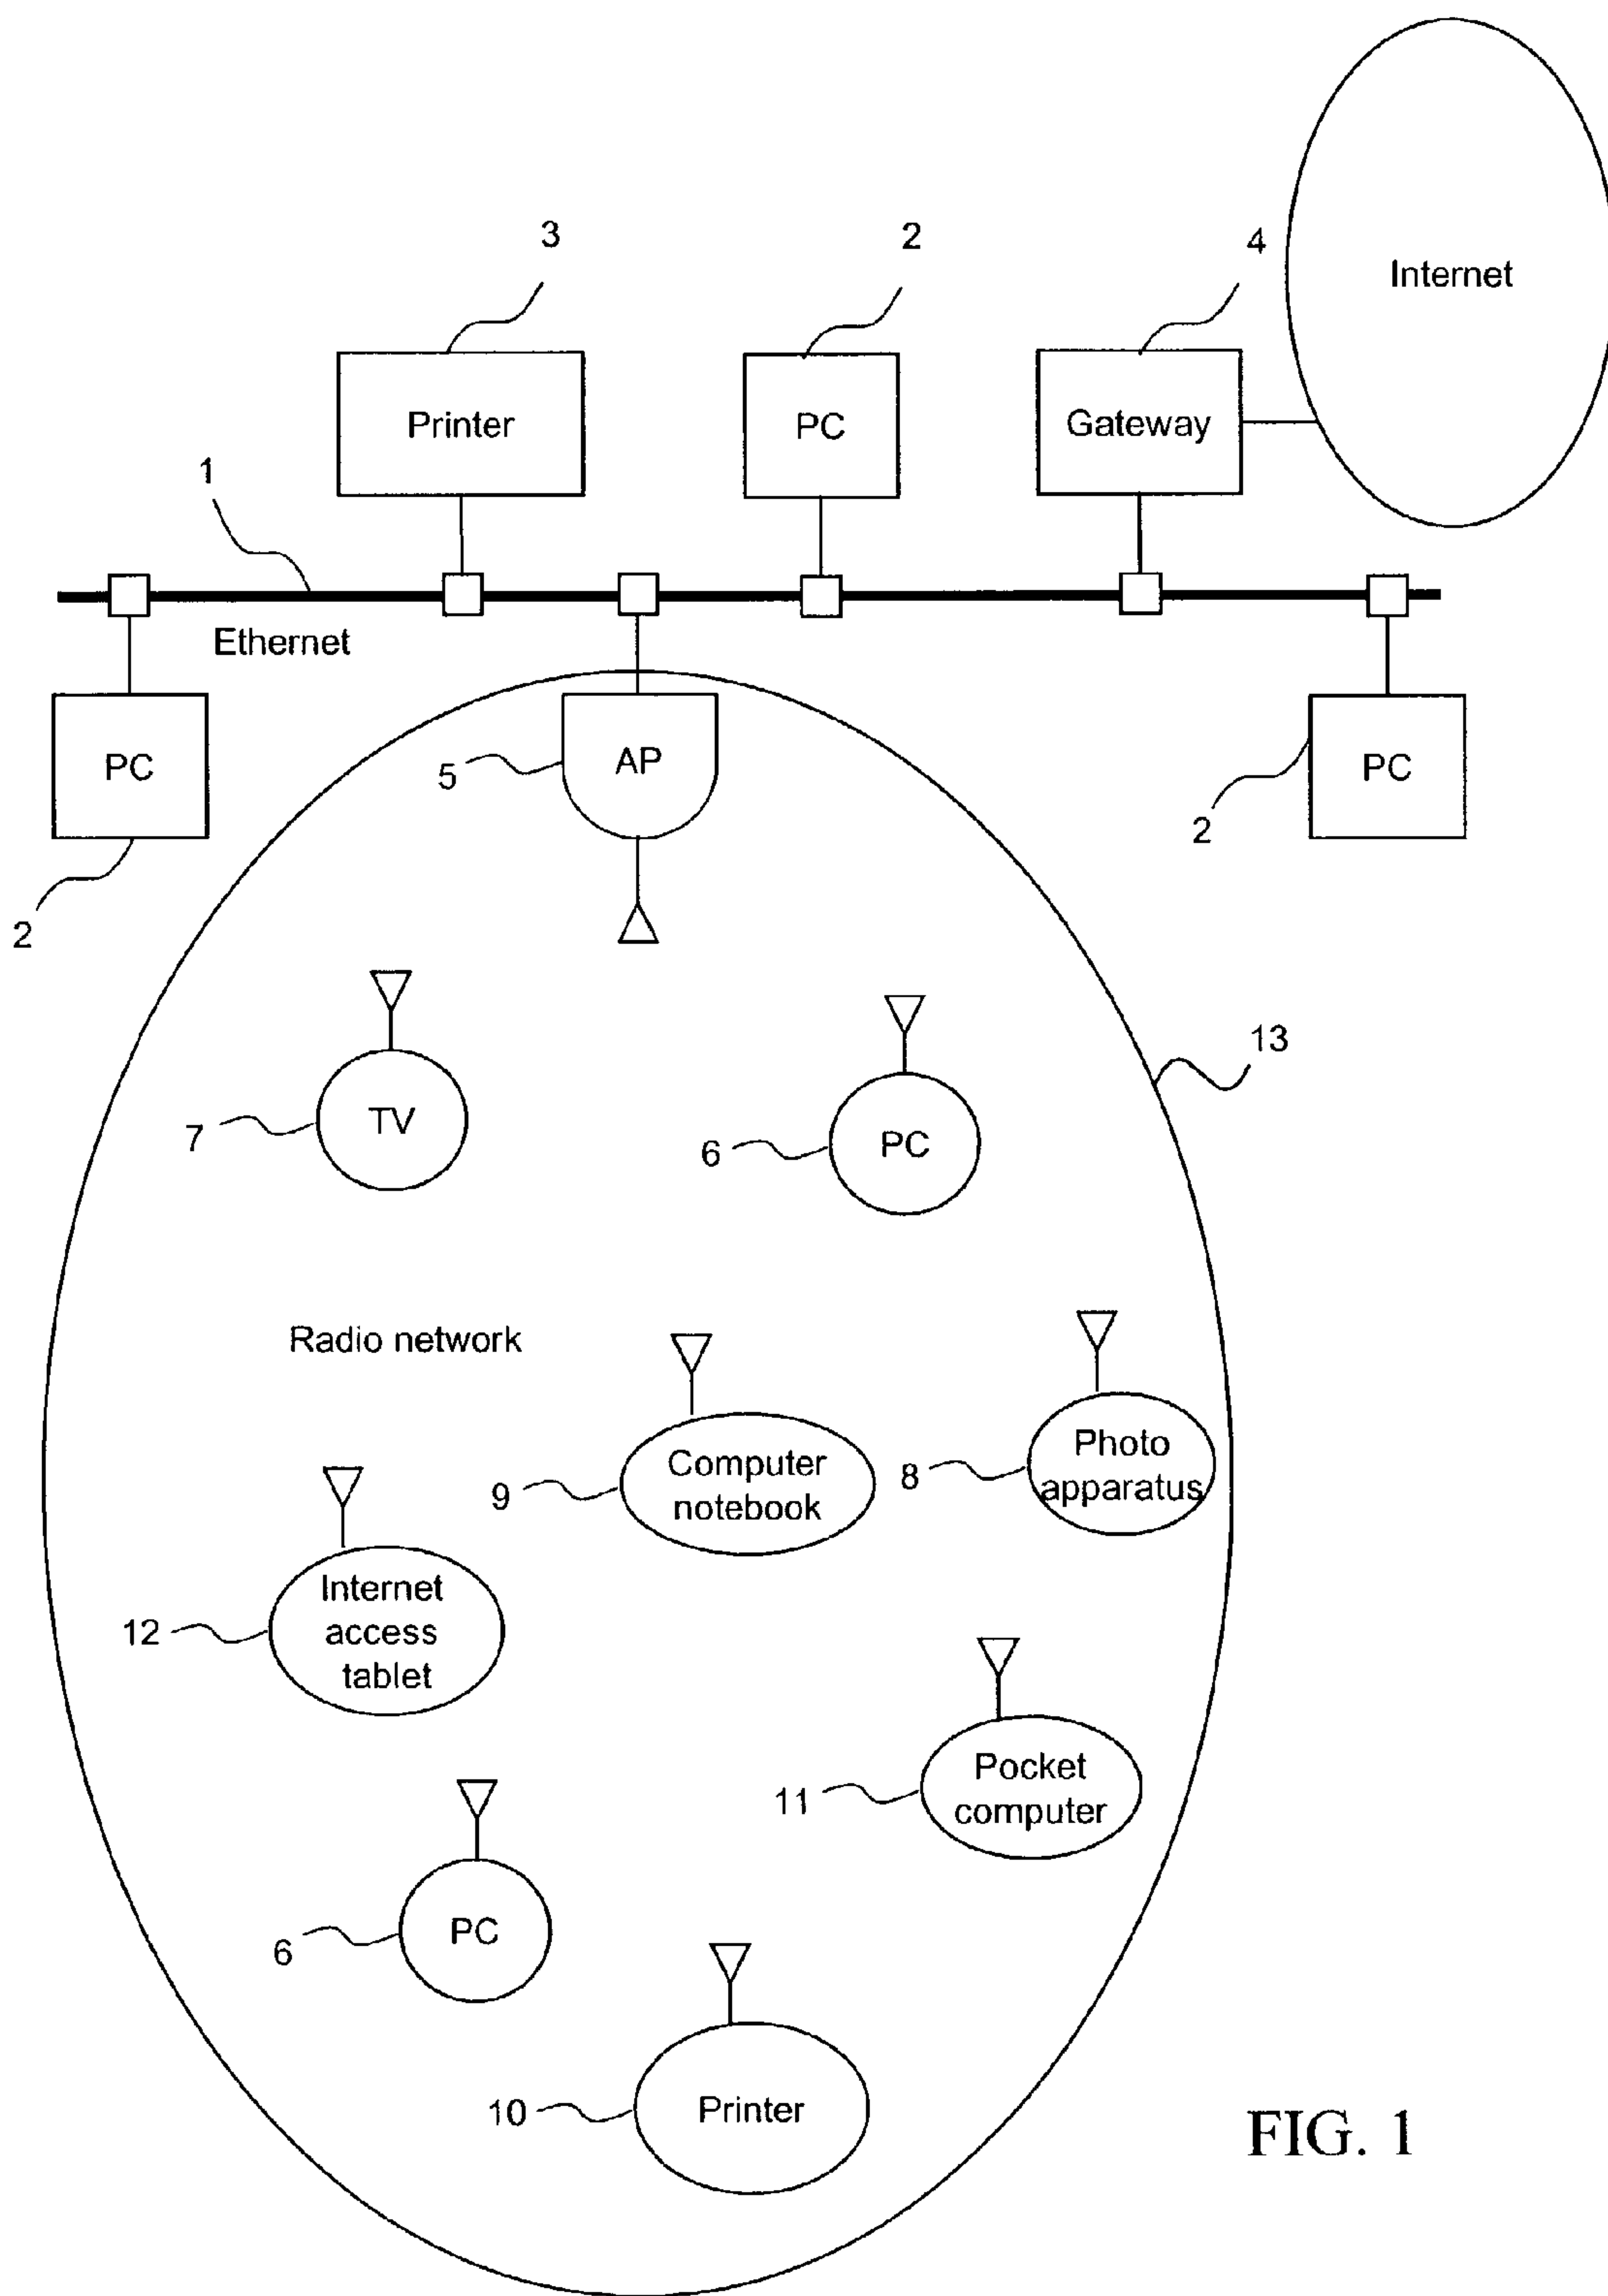 3
2
4
Internet
Printer
PC
Gateway
1
Ethernet
PC
5
AP
PC
2
2
13
7
TV
6
PC
Radio network
9
Computer
notebook
8
Photo
apparatus
12
Internet
access
tablet
11
Pocket
computer
6
PC
10
Printer
FIG. 1